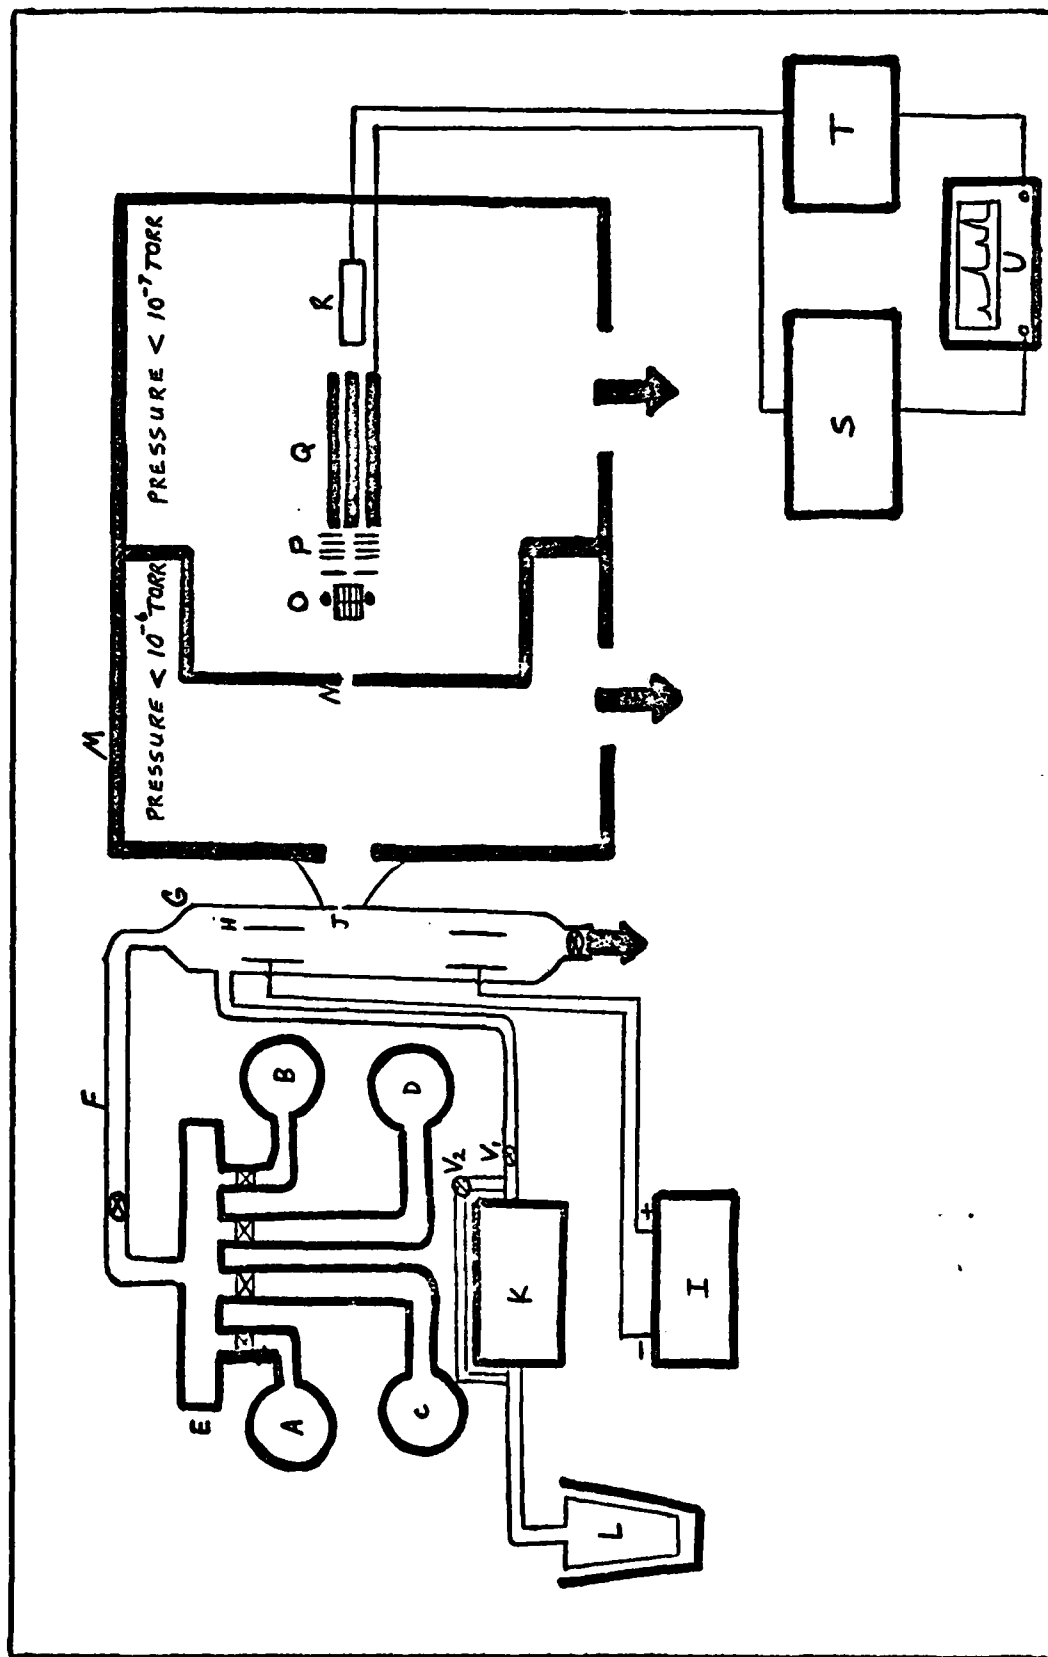 M
PRESSURE < 10⁻⁶ TORR
PRESSURE < 10⁻⁷ TORR
N
O
P
Q
R
F
G
H
J
E
A
B
C
D
V₂
V₁
K
L
I
-
+
S
T
U